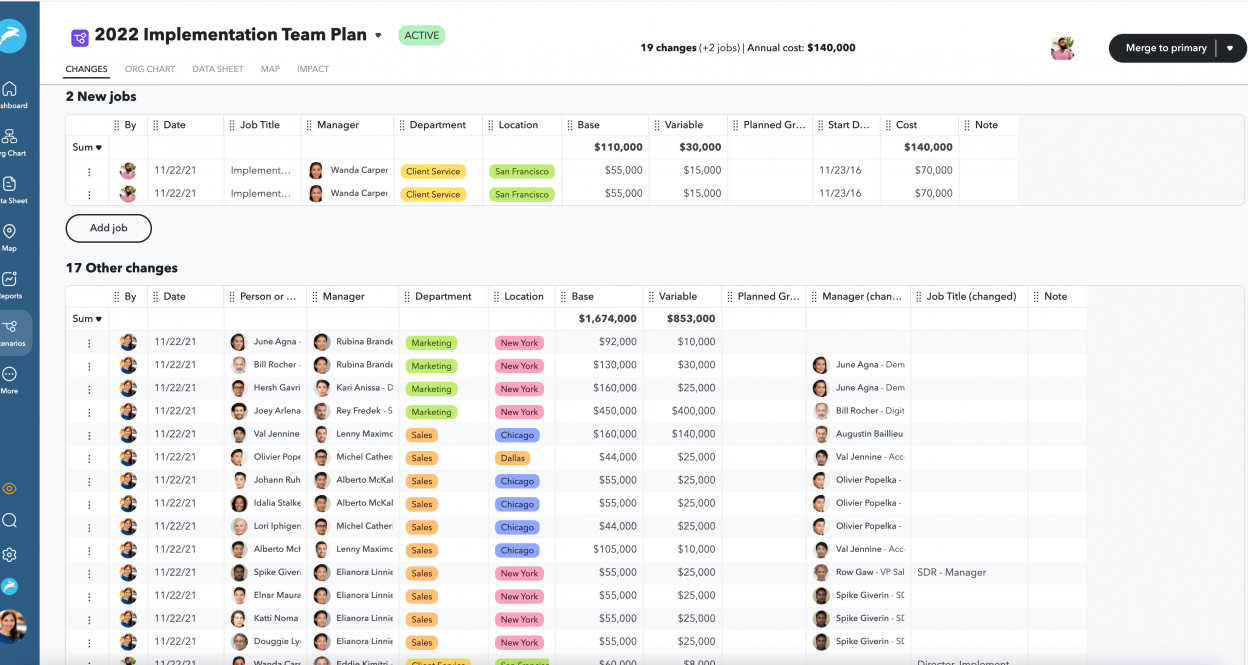 2022 Implementation Team Plan ACTIVE
19 changes (+2 jobs) | Annual cost: $140,000
Merge to primary
CHANGES ORG CHART DATA SHEET MAP IMPACT
shboard
rg Chart
ta Sheet
Map
eports
enarios
More
2 New jobs
By Date Job Title Manager Department Location Base Variable Planned Gr... Start D... Cost Note
Sum $110,000 $30,000 $140,000
11/22/21 Implement... Wanda Carper Client Service San Francisco $55,000 $15,000 11/23/16 $70,000
11/22/21 Implement... Wanda Carper Client Service San Francisco $55,000 $15,000 11/23/16 $70,000
Add job
17 Other changes
By Date Person or ... Manager Department Location Base Variable Planned Gr... Manager (chan... Job Title (changed) Note
Sum $1,674,000 $853,000
11/22/21 June Agna - Rubina Brande Marketing New York $92,000 $10,000
11/22/21 Bill Rocher - Rubina Brande Marketing New York $130,000 $30,000 June Agna - Dem
11/22/21 Hersh Gavri Kari Anissa - D Marketing New York $160,000 $25,000 June Agna - Dem
11/22/21 Joey Arlena Rey Fredek - S Marketing New York $450,000 $400,000 Bill Rocher - Digit
11/22/21 Val Jennine Lenny Maximo Sales Chicago $160,000 $140,000 Augustin Baillieu
11/22/21 Olivier Pope Michel Catheri Sales Dallas $44,000 $25,000 Val Jennine - Acc
11/22/21 Johann Ruh Alberto McKal Sales Chicago $55,000 $25,000 Olivier Popelka -
11/22/21 Idalia Stalke Alberto McKal Sales Chicago $55,000 $25,000 Olivier Popelka -
11/22/21 Lori Iphigen Michel Catheri Sales Chicago $44,000 $25,000 Olivier Popelka -
11/22/21 Alberto McK Lenny Maximo Sales Chicago $105,000 $10,000 Val Jennine - Acc
11/22/21 Spike Giveri Elianora Linnie Sales New York $55,000 $25,000 Row Gaw - VP Sal SDR - Manager
11/22/21 Elnar Maura Elianora Linnie Sales New York $55,000 $25,000 Spike Giverin - SD
11/22/21 Katti Noma Elianora Linnie Sales New York $55,000 $25,000 Spike Giverin - SD
11/22/21 Douggie Ly Elianora Linnie Sales New York $55,000 $25,000 Spike Giverin - SD
11/22/21 Wanda Carp Eddie Kimitri Client Service San Francisco $60,000 $8,000 Director, Implement